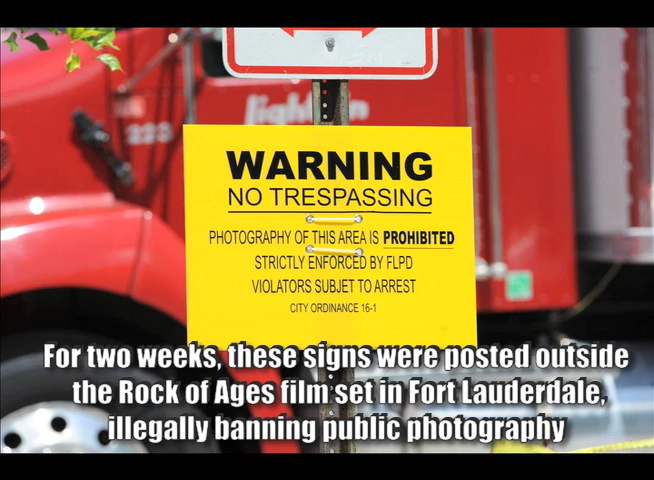 223
WARNING
NO TRESPASSING
PHOTOGRAPHY OF THIS AREA IS PROHIBITED
STRICTLY ENFORCED BY FLPD
VIOLATORS SUBJET TO ARREST
CITY ORDINANCE 16-1
For two weeks, these signs were posted outside
the Rock of Ages film set in Fort Lauderdale,
illegally banning public photography